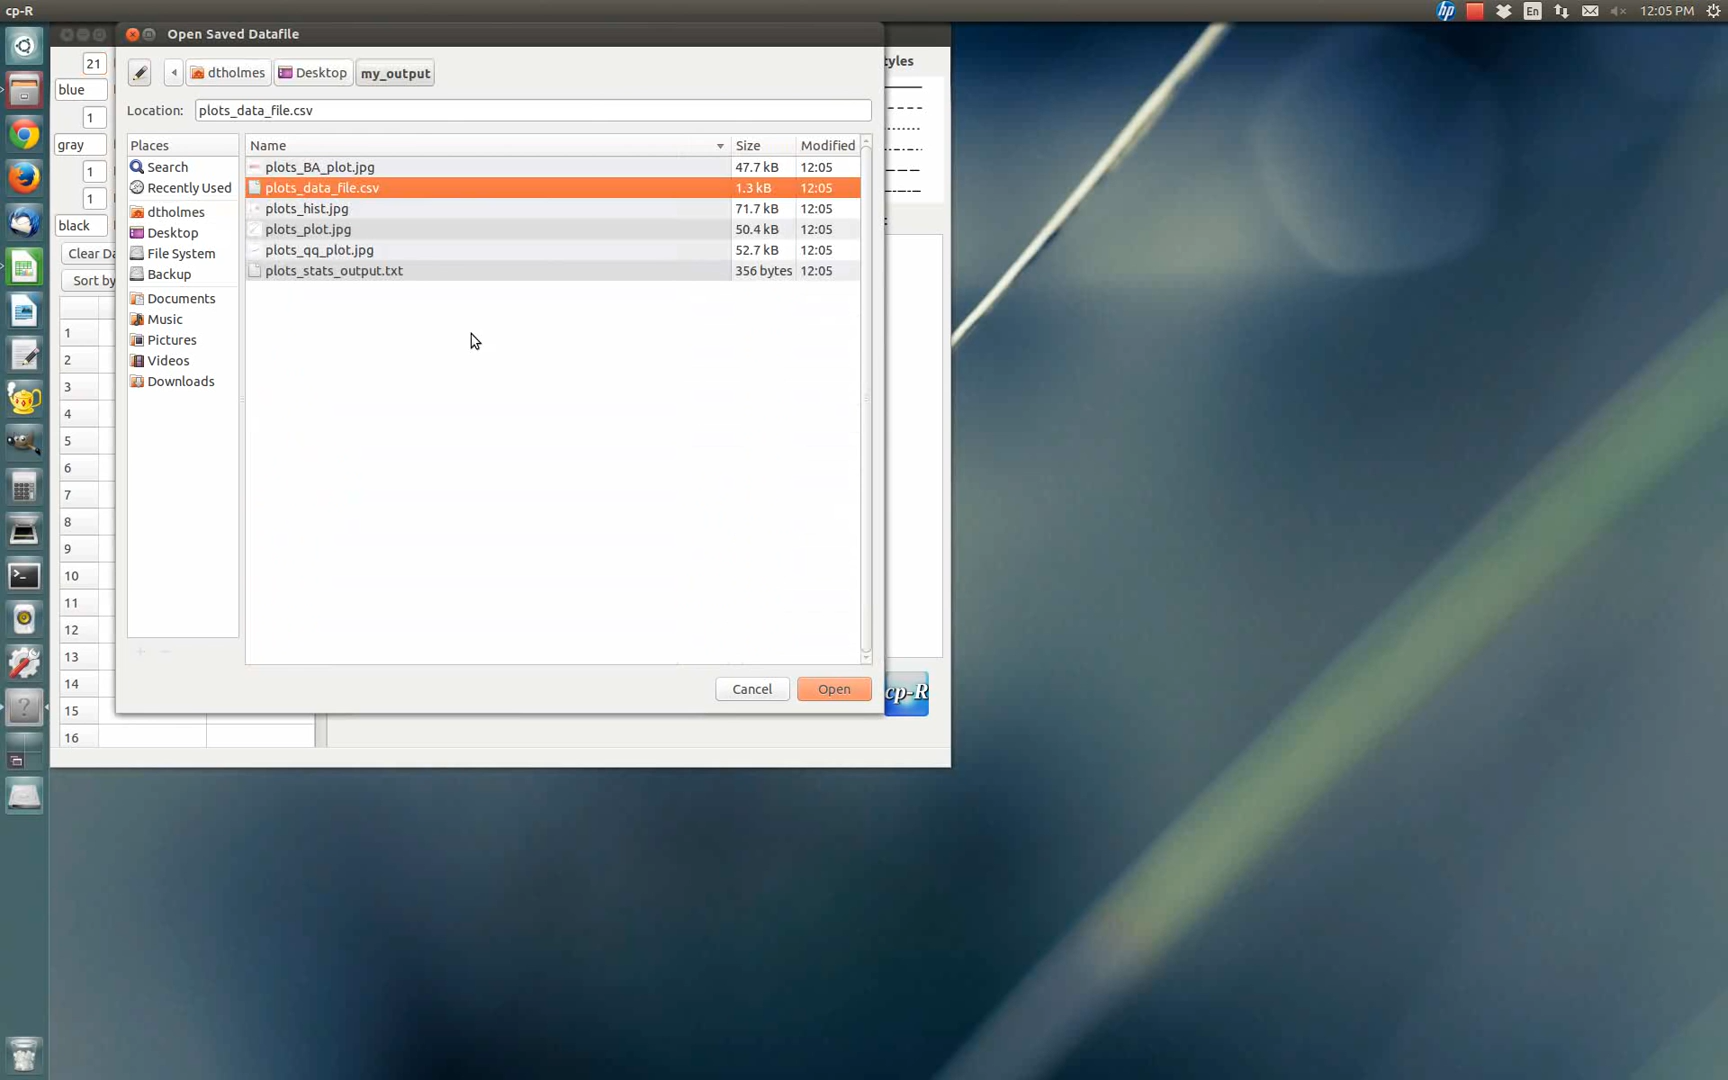 cp-R
En
12:05 PM
Open Saved Datafile
dtholmes
Desktop
my_output
Location:
plots_data_file.csv
Places
Search
Recently Used
dtholmes
Desktop
File System
Backup
Documents
Music
Pictures
Videos
Downloads
Name
Size
Modified
plots_BA_plot.jpg 47.7 kB 12:05
plots_data_file.csv 1.3 kB 12:05
plots_hist.jpg 71.7 kB 12:05
plots_plot.jpg 50.4 kB 12:05
plots_qq_plot.jpg 52.7 kB 12:05
plots_stats_output.txt 356 bytes 12:05
Cancel
Open
21
blue
1
gray
1
1
black
Clear Da
Sort by
1
2
3
4
5
6
7
8
9
10
11
12
13
14
15
16
tyles
cp-R
hp